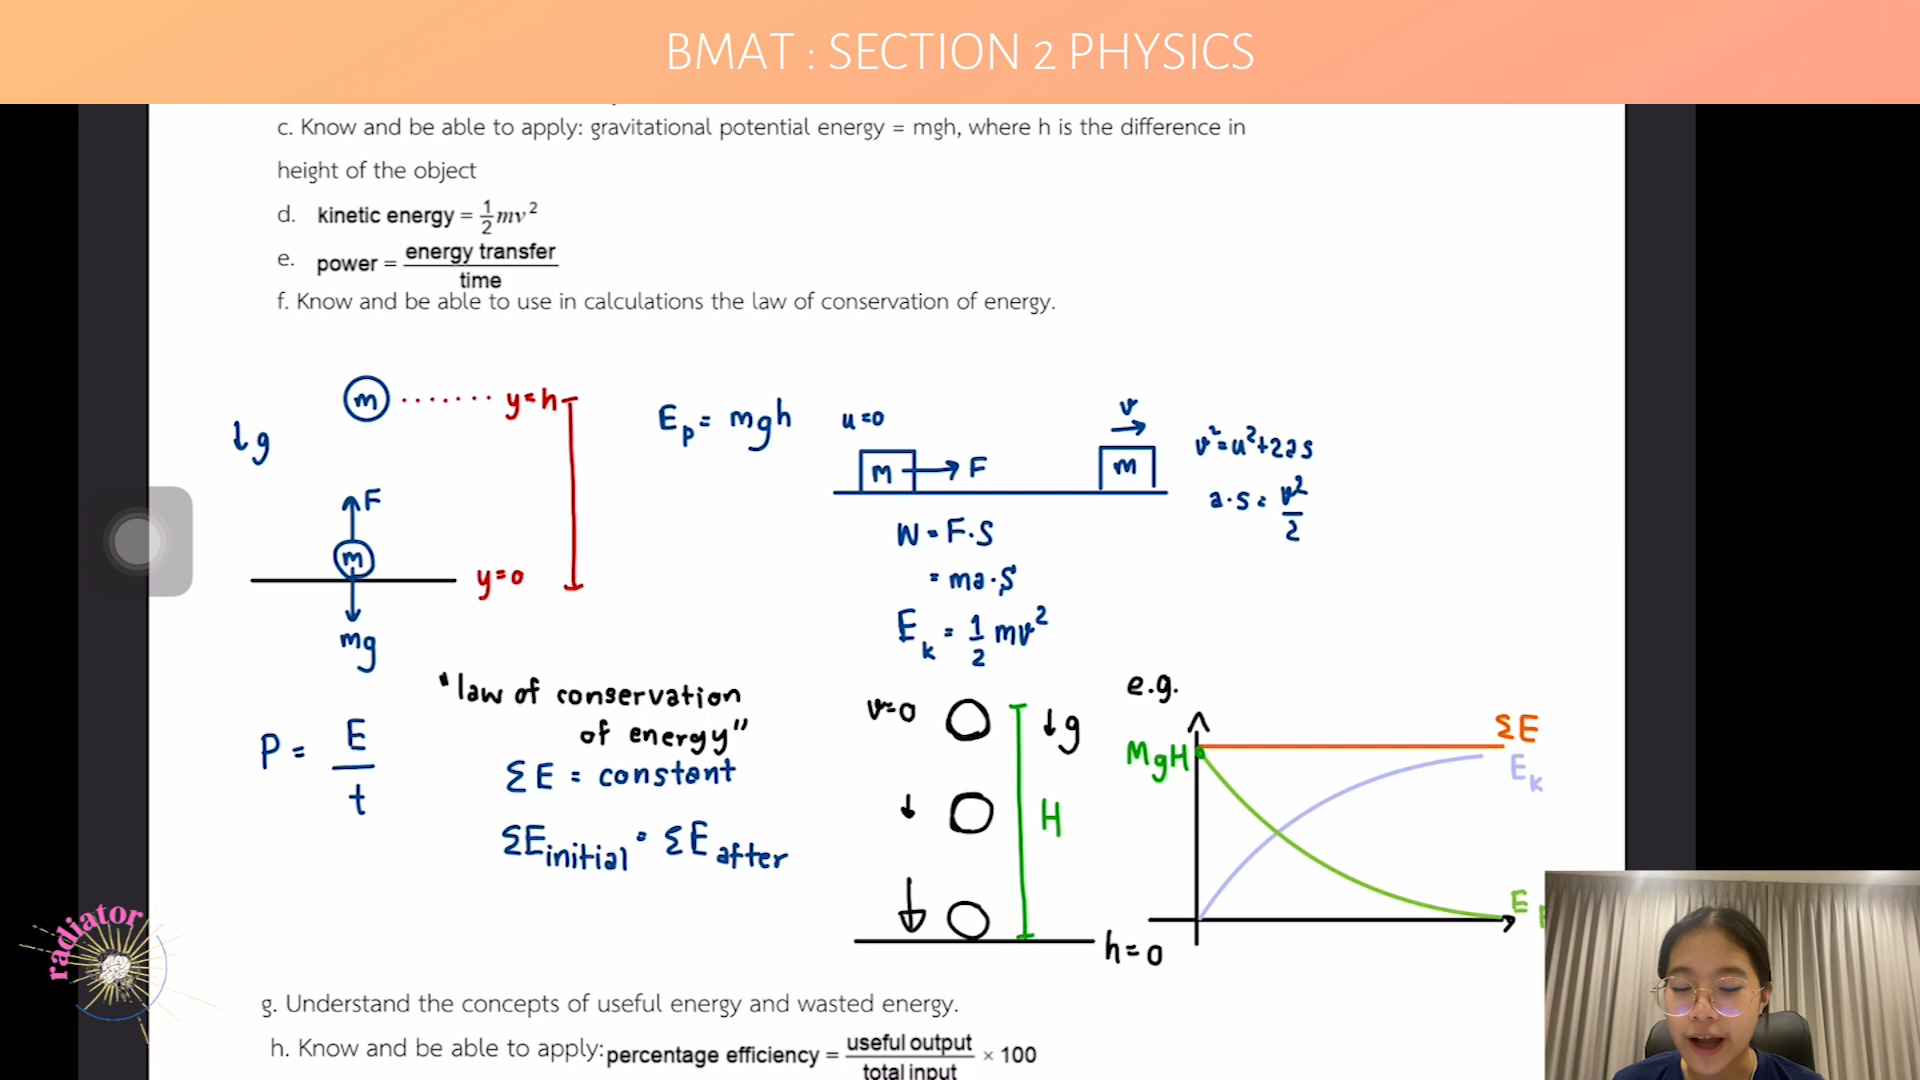 BMAT : SECTION 2 PHYSICS
c. Know and be able to apply: gravitational potential energy = mgh, where h is the difference in
height of the object
d. kinetic energy = 1/2 mv²
e. power = energy transfer / time
f. Know and be able to use in calculations the law of conservation of energy.
m ....... y=h
↓g
F
m
y=0
mg
Ep = mgh
u=0
m → F
v →
m
v²=u²+2as
a·s = v²/2
W = F·S
= ma·S
Ek = 1/2 mv²
"law of conservation
of energy"
P = E/t
ΣE = constant
ΣEinitial = ΣEafter
v=0
↓g
H
h=0
e.g.
MgH
ΣE
Ek
E
radiator
g. Understand the concepts of useful energy and wasted energy.
h. Know and be able to apply: percentage efficiency = useful output / total input × 100